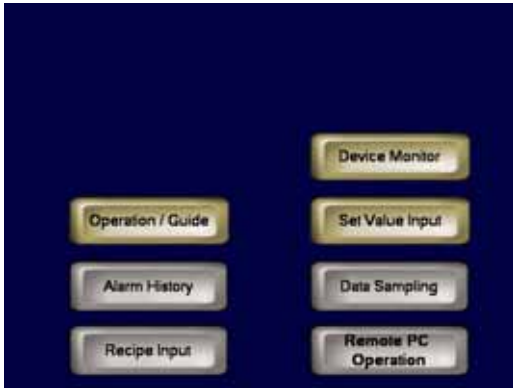 Device Monitor
Operation / Guide
Set Value Input
Alarm History
Data Sampling
Recipe Input
Remote PC
Operation